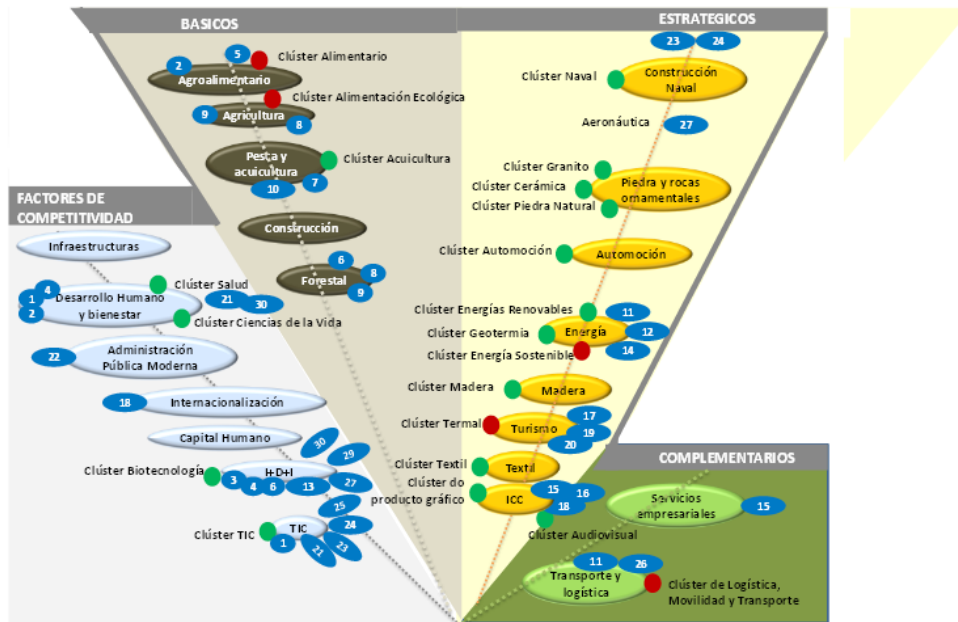 BASICOS
ESTRATEGICOS
5
Clúster Alimentario
2
Agroalimentario
Clúster Alimentación Ecológica
9
Agricultura
8
Pesta y
acuicultura
Clúster Acuicultura
10
7
Construcción
6
8
Forestal
9
23
24
Clúster Naval
Construcción
Naval
Aeronáutica
27
Clúster Granito
Clúster Cerámica
Clúster Piedra Natural
Piedra y rocas
ornamentales
Clúster Automoción
Automoción
Clúster Energías Renovables
11
Clúster Geotermia
Energía
12
Clúster Energía Sostenible
14
Clúster Madera
Madera
Clúster Termal
Turismo
17
19
20
Clúster Textil
Textil
Clúster do
producto gráfico
ICC
15
16
18
Clúster Audiovisual
FACTORES DE
COMPETITIVIDAD
Infraestructuras
Clúster Salud
4
1
2
Desarrollo Humano
y bienestar
21
30
Clúster Ciencias de la Vida
22
Administración
Pública Moderna
18
Internacionalización
Capital Humano
30
29
Clúster Biotecnología
I+D+I
3
4
6
13
27
25
Clúster TIC
TIC
24
1
21
23
COMPLEMENTARIOS
Servicios
empresariales
15
11
26
Transporte y
logística
Clúster de Logística,
Movilidad y Transporte